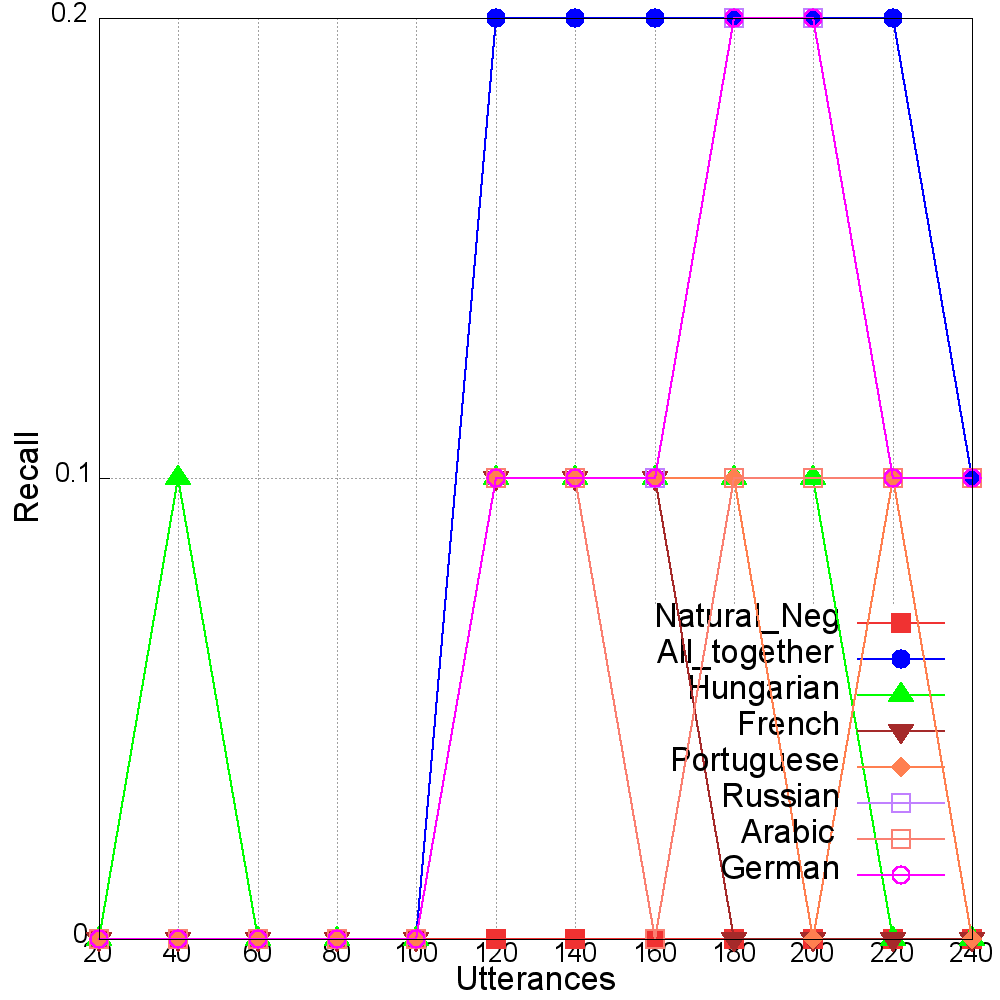 0.2
0.1
0
Recall
20 40 60 80 100 120 140 160 180 200 220 240
Utterances
Natural_Neg
All_together
Hungarian
French
Portuguese
Russian
Arabic
German